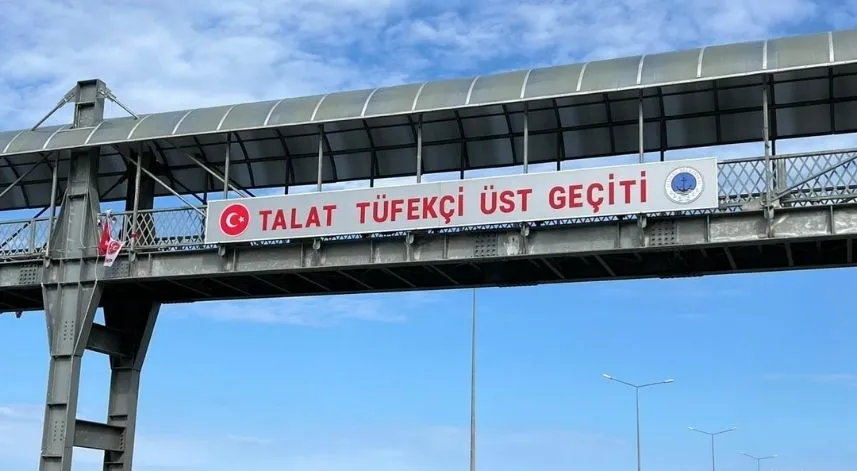 TALAT TÜFEKÇİ ÜST GEÇİTİ